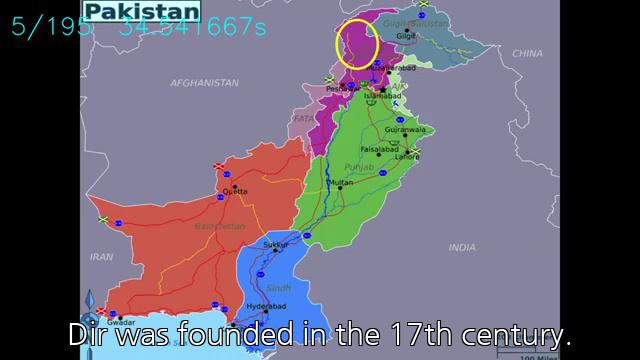 Pakistan
5/195 34.541667s
Gilgit-Baltistan
Gilgit
CHINA
AFGHANISTAN
Muzaffarabad
Peshawar
AJK
Islamabad
FATA
Gujranwala
Faisalabad
Lahore
Punjab
Multan
Quetta
Balochistan
IRAN
INDIA
Sukkur
Sindh
Hyderabad
Gwadar
Dir was founded in the 17th century.
100 Miles